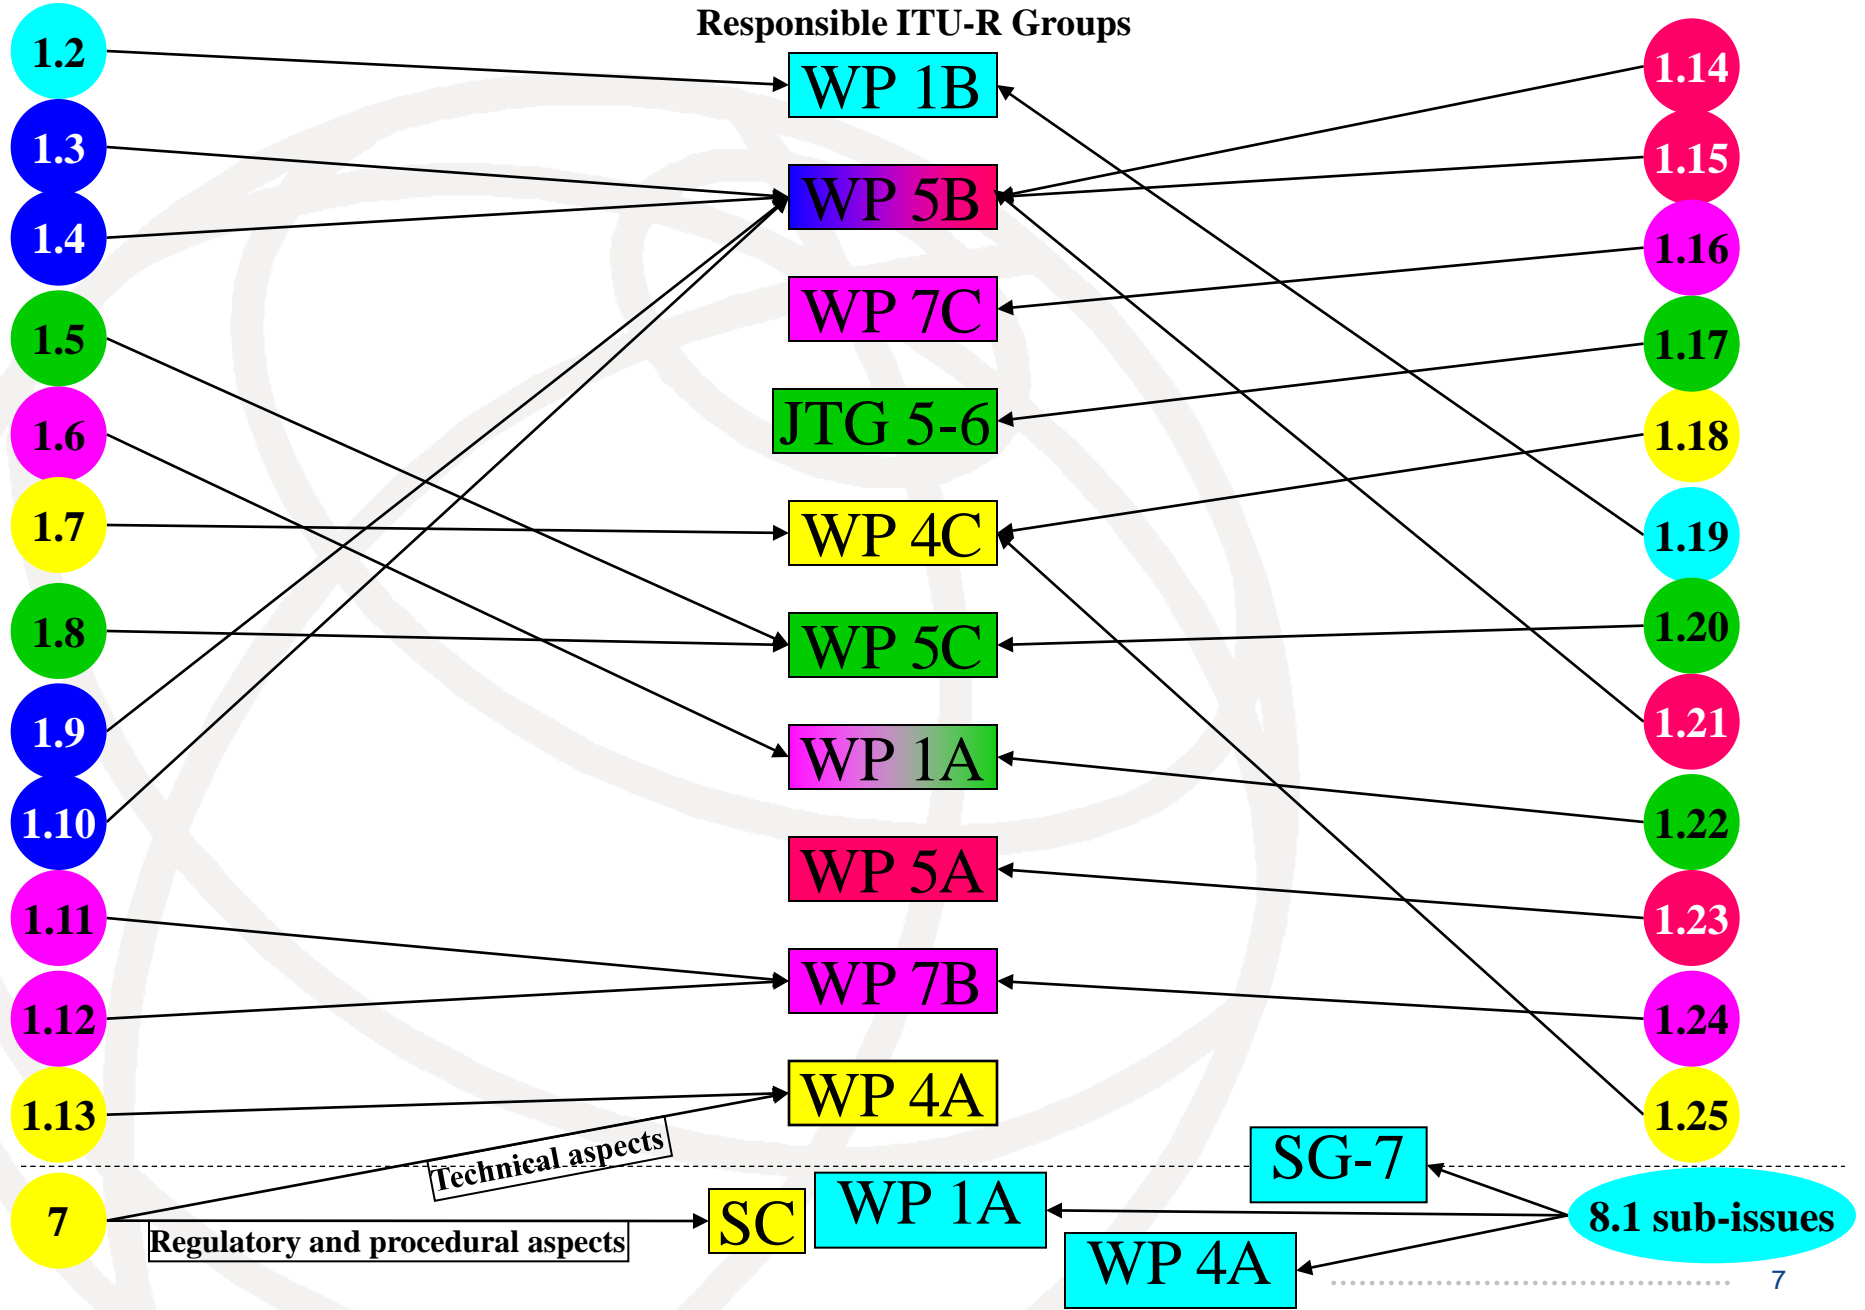 Responsible ITU-R Groups
1.2
1.3
1.4
1.5
1.6
1.7
1.8
1.9
1.10
1.11
1.12
1.13
7
WP 1B
WP 5B
WP 7C
JTG 5-6
WP 4C
WP 5C
WP 1A
WP 5A
WP 7B
WP 4A
Technical aspects
Regulatory and procedural aspects
SC
WP 1A
WP 4A
SG-7
1.14
1.15
1.16
1.17
1.18
1.19
1.20
1.21
1.22
1.23
1.24
1.25
8.1 sub-issues
7